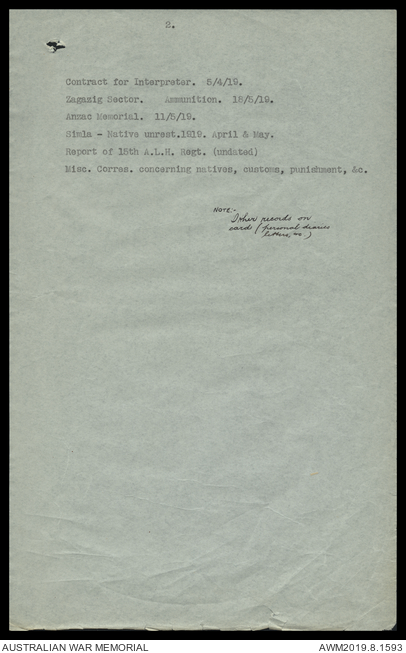 2.
Contract for Interpreter. 5/4/19.
Zagazig Sector. Ammunition. 18/5/19.
Anzac Memorial. 11/5/19.
Simla - Native unrest.1919. April & May.
Report of 15th A.L.H. Regt. (undated)
Misc. Corres. concerning natives, customs, punishment, &c.
NOTE:-
Other records on
card (personal diaries
letters, &c.)
AUSTRALIAN WAR MEMORIAL
AWM2019.8.1593